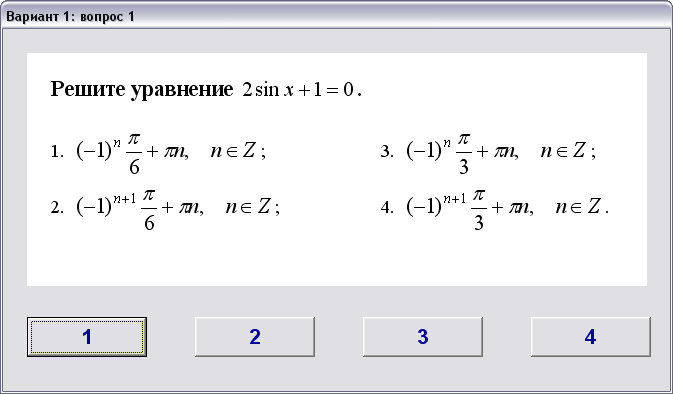 Вариант 1: вопрос 1
Решите уравнение 2 sin x + 1 = 0 .
1. (−1)ⁿ π/6 + πn, n ∈ Z ;
2. (−1)ⁿ⁺¹ π/6 + πn, n ∈ Z ;
3. (−1)ⁿ π/3 + πn, n ∈ Z ;
4. (−1)ⁿ⁺¹ π/3 + πn, n ∈ Z .
1 2 3 4